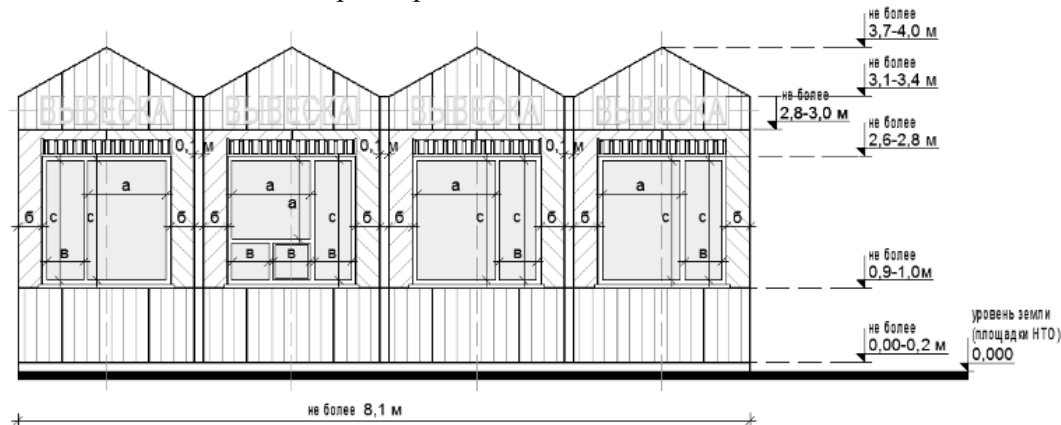 не более
3,7-4,0 м
не более
3,1-3,4 м
ВЫВЕСКА ВЫВЕСКА ВЫВЕСКА ВЫВЕСКА
не более
2,8-3,0 м
не более
2,6-2,8 м
0,1 м 0,1 м 0,1 м
а а а а
а
б с с б б с б б с с б б с с б
в в в в в в
не более
0,9-1,0м
не более
0,00-0,2 м
уровень земли
(площадки НТО)
0,000
не более 8,1 м